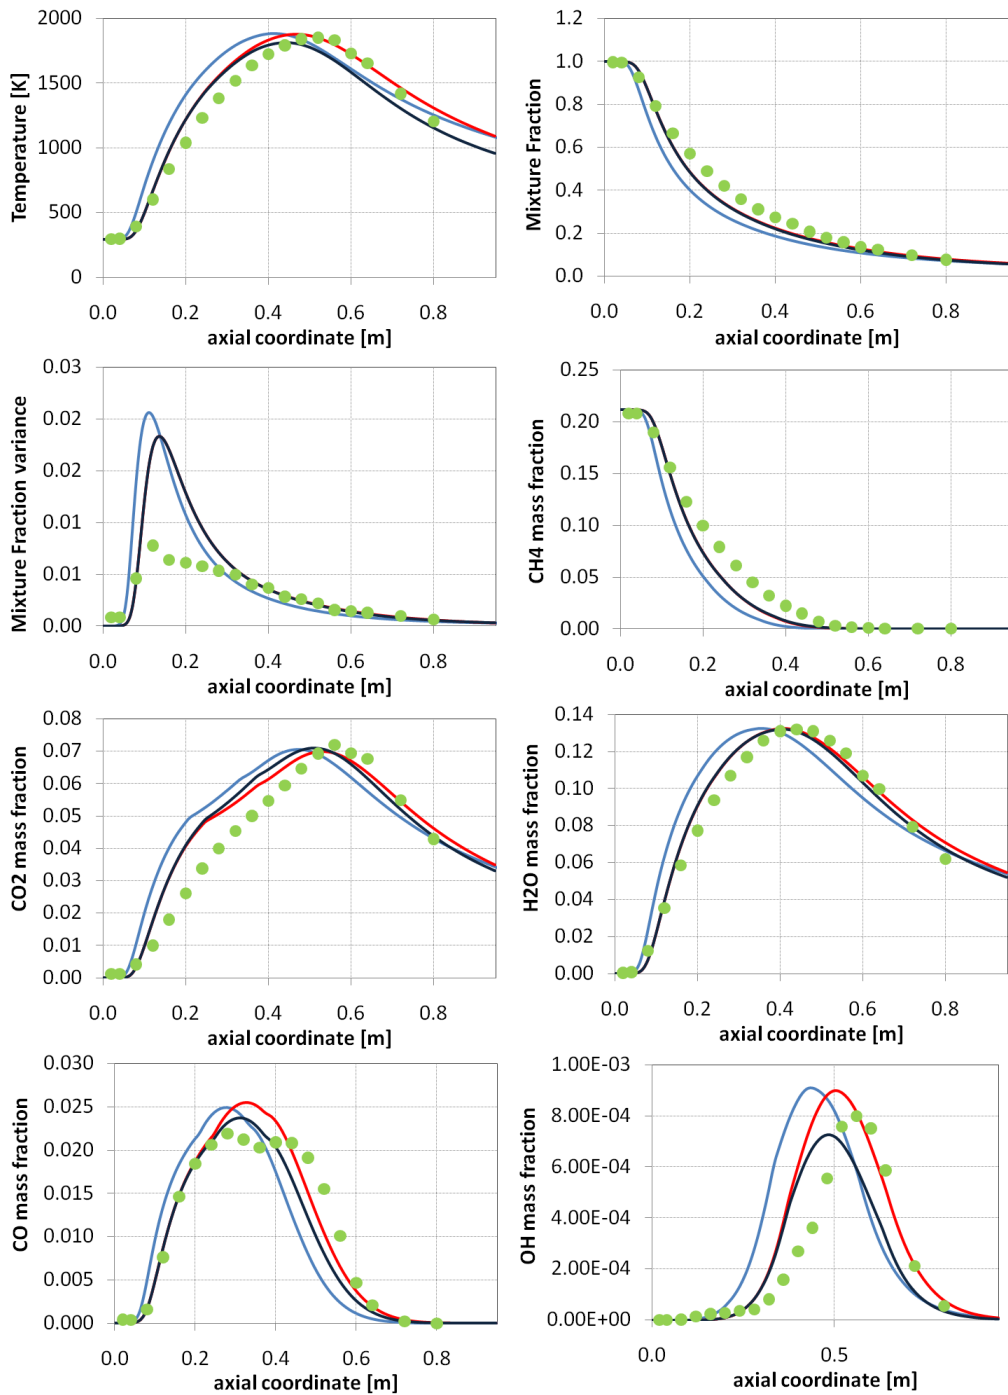 Temperature [K]
2000
1500
1000
500
0
0.0 0.2 0.4 0.6 0.8
axial coordinate [m]
Mixture Fraction
1.2
1.0
0.8
0.6
0.4
0.2
0.0
0.0 0.2 0.4 0.6 0.8
axial coordinate [m]
Mixture Fraction variance
0.03
0.02
0.02
0.01
0.01
0.00
0.0 0.2 0.4 0.6 0.8
axial coordinate [m]
CH4 mass fraction
0.25
0.20
0.15
0.10
0.05
0.00
0.0 0.2 0.4 0.6 0.8
axial coordinate [m]
CO2 mass fraction
0.08
0.07
0.06
0.05
0.04
0.03
0.02
0.01
0.00
0.0 0.2 0.4 0.6 0.8
axial coordinate [m]
H2O mass fraction
0.14
0.12
0.10
0.08
0.06
0.04
0.02
0.00
0.0 0.2 0.4 0.6 0.8
axial coordinate [m]
CO mass fraction
0.030
0.025
0.020
0.015
0.010
0.005
0.000
0.0 0.2 0.4 0.6 0.8
axial coordinate [m]
OH mass fraction
1.00E-03
8.00E-04
6.00E-04
4.00E-04
2.00E-04
0.00E+00
0.0 0.5
axial coordinate [m]